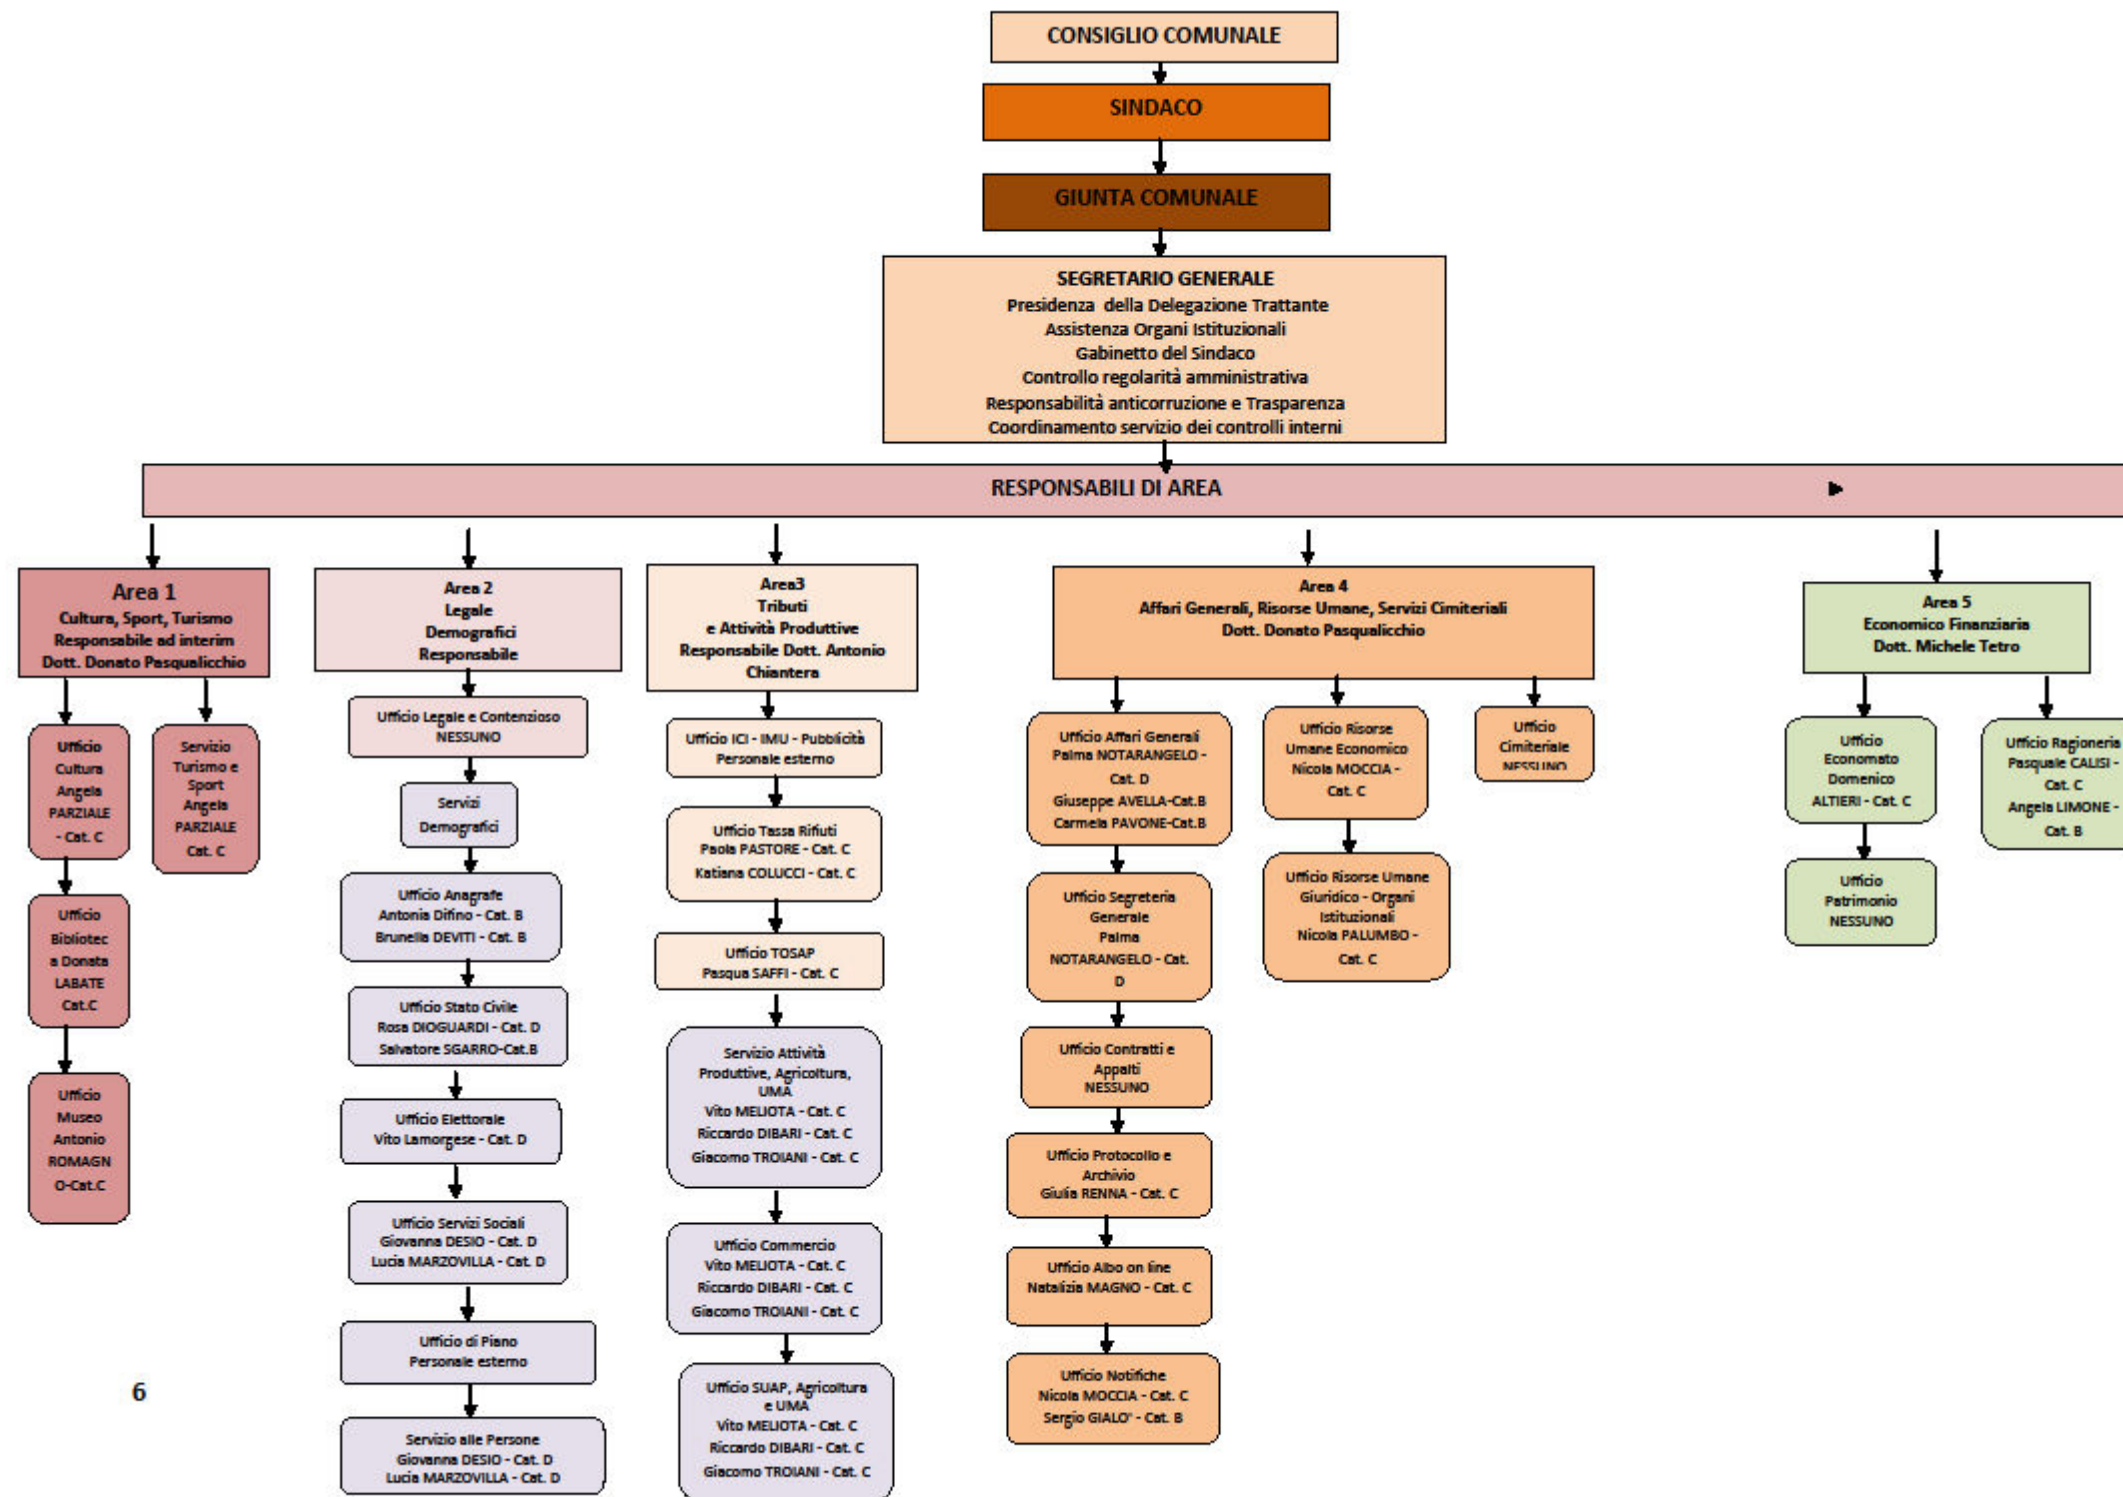 CONSIGLIO COMUNALE
SINDACO
GIUNTA COMUNALE
SEGRETARIO GENERALE
Presidenza della Delegazione Trattante
Assistenza Organi Istituzionali
Gabinetto del Sindaco
Controllo regolarità amministrativa
Responsabilità anticorruzione e Trasparenza
Coordinamento servizio dei controlli interni
RESPONSABILI DI AREA
Area 1
Cultura, Sport, Turismo
Responsabile ad interim
Dott. Donato Pasqualicchio
Ufficio
Cultura
Angela
PARZIALE
- Cat. C
Servizio
Turismo e
Sport
Angela
PARZIALE
Cat. C
Ufficio
Bibliotec
a Donata
LABATE
Cat.C
Ufficio
Museo
Antonio
ROMAGN
O-Cat.C
Area 2
Legale
Demografici
Responsabile
Ufficio Legale e Contenzioso
NESSUNO
Servizi
Demografici
Ufficio Anagrafe
Antonia Difino - Cat. B
Brunella DEVITI - Cat. B
Ufficio Stato Civile
Rosa DIOGUARDI - Cat. D
Salvatore SGARRO-Cat.B
Ufficio Elettorale
Vito Lamorgese - Cat. D
Ufficio Servizi Sociali
Giovanna DESIO - Cat. D
Lucia MARZOVILLA - Cat. D
Ufficio di Piano
Personale esterno
Servizio alle Persone
Giovanna DESIO - Cat. D
Lucia MARZOVILLA - Cat. D
Area3
Tributi
e Attività Produttive
Responsabile Dott. Antonio
Chiantera
Ufficio ICI - IMU - Pubblicità
Personale esterno
Ufficio Tassa Rifiuti
Paola PASTORE - Cat. C
Katiana COLUCCI - Cat. C
Ufficio TOSAP
Pasqua SAFFI - Cat. C
Servizio Attività
Produttive, Agricoltura,
UMA
Vito MELIOTA - Cat. C
Riccardo DIBARI - Cat. C
Giacomo TROIANI - Cat. C
Ufficio Commercio
Vito MELIOTA - Cat. C
Riccardo DIBARI - Cat. C
Giacomo TROIANI - Cat. C
Ufficio SUAP, Agricoltura
e UMA
Vito MELIOTA - Cat. C
Riccardo DIBARI - Cat. C
Giacomo TROIANI - Cat. C
Area 4
Affari Generali, Risorse Umane, Servizi Cimiteriali
Dott. Donato Pasqualicchio
Ufficio Affari Generali
Palma NOTARANGELO -
Cat. D
Giuseppe AVELLA-Cat.B
Carmela PAVONE-Cat.B
Ufficio Segreteria
Generale
Palma
NOTARANGELO - Cat.
D
Ufficio Contratti e
Appalti
NESSUNO
Ufficio Protocollo e
Archivio
Giulia RENNA - Cat. C
Ufficio Albo on line
Natalizia MAGNO - Cat. C
Ufficio Notifiche
Nicola MOCCIA - Cat. C
Sergio GIALO' - Cat. B
Ufficio Risorse
Umane Economico
Nicola MOCCIA -
Cat. C
Ufficio Risorse Umane
Giuridico - Organi
Istituzionali
Nicola PALUMBO -
Cat. C
Ufficio
Cimiteriale
NESSUNO
Area 5
Economico Finanziaria
Dott. Michele Tetro
Ufficio
Economato
Domenico
ALTIERI - Cat. C
Ufficio
Patrimonio
NESSUNO
Ufficio Ragioneria
Pasquale CALISI -
Cat. C
Angela LIMONE -
Cat. B
6